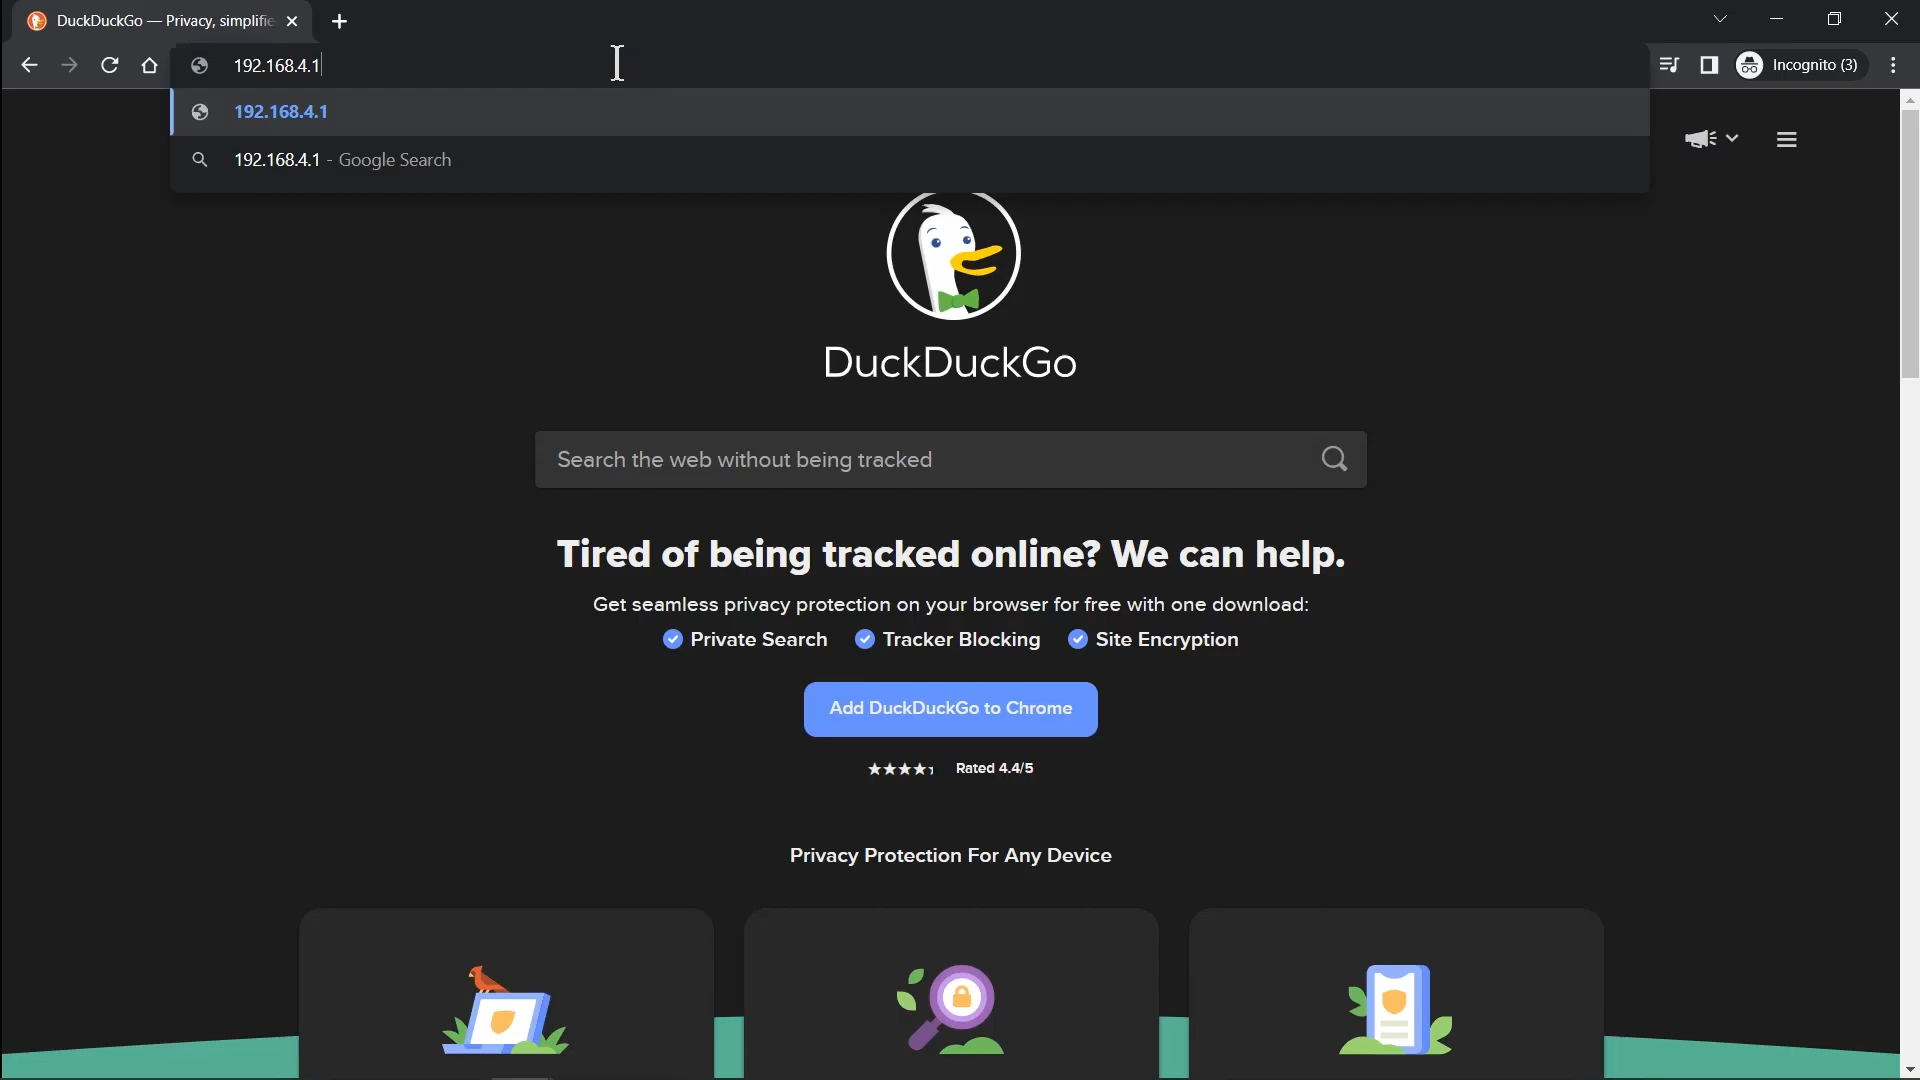 DuckDuckGo — Privacy, simplifie
192.168.4.1
Incognito (3)
192.168.4.1
192.168.4.1 - Google Search
DuckDuckGo
Search the web without being tracked
Tired of being tracked online? We can help.
Get seamless privacy protection on your browser for free with one download:
Private Search Tracker Blocking Site Encryption
Add DuckDuckGo to Chrome
Rated 4.4/5
Privacy Protection For Any Device